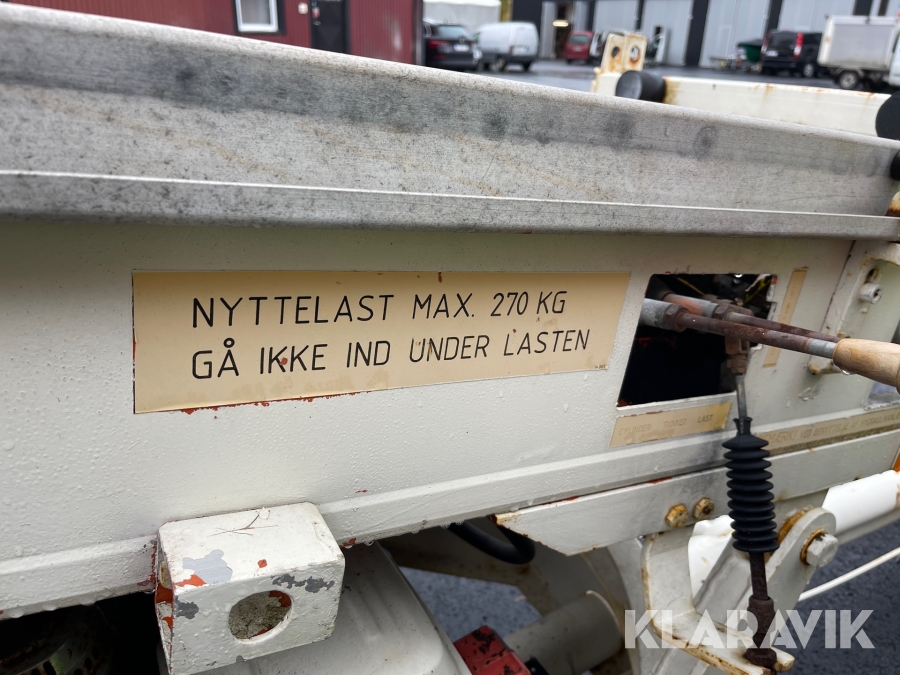 NYTTELAST MAX. 270 KG
GÅ IKKE IND UNDER LASTEN
KLARAVIK